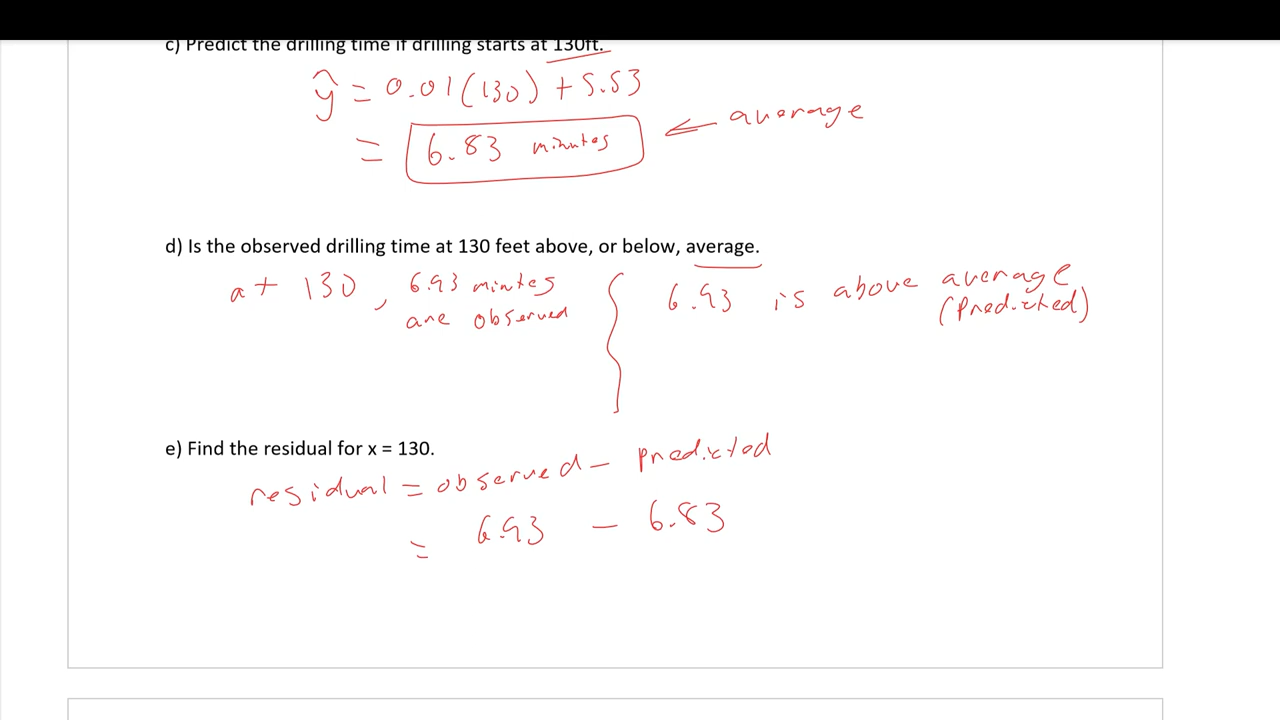 c) Predict the drilling time if drilling starts at 130ft.
ŷ = 0.01(130) + 5.53
= 6.83 minutes ← average
d) Is the observed drilling time at 130 feet above, or below, average.
at 130, 6.93 mintes
are observed
6.93 is above average
(predicted)
e) Find the residual for x = 130.
residual = observed - predicted
= 6.93 - 6.83